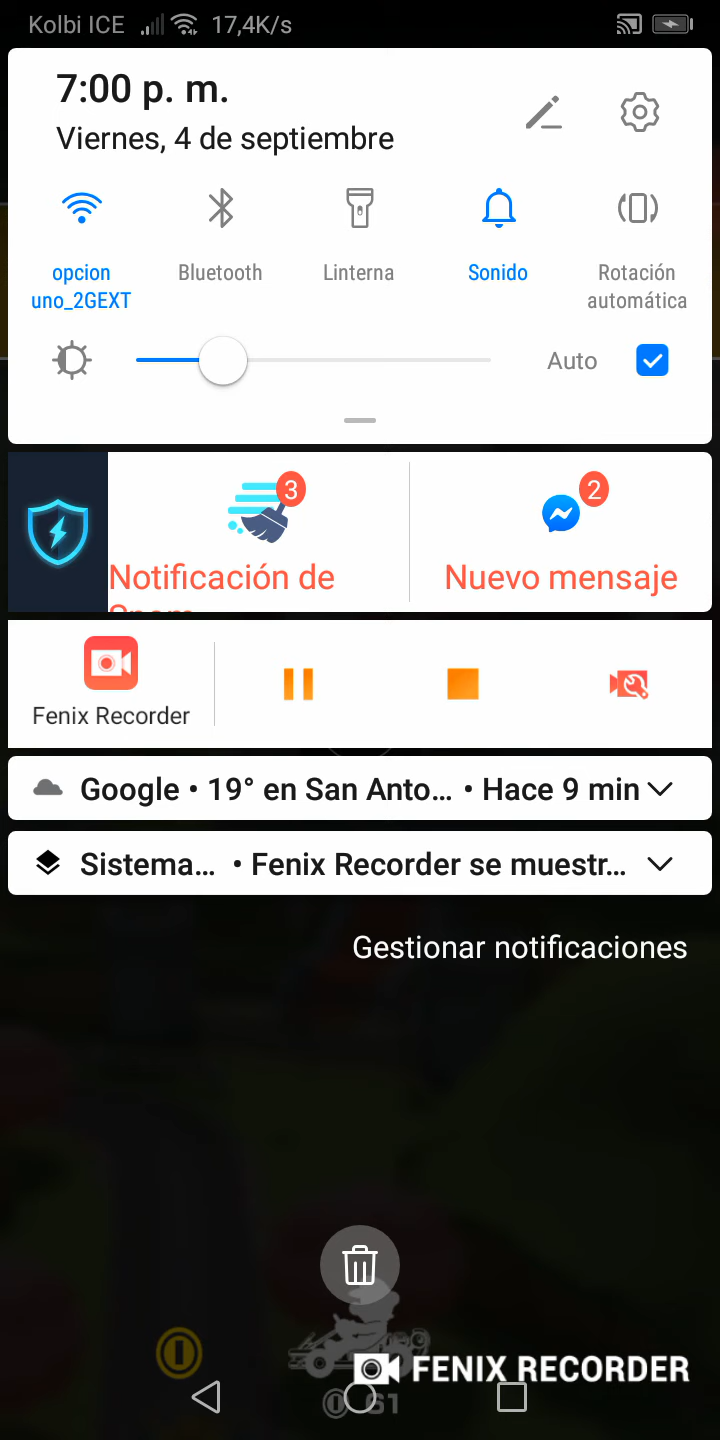 Kolbi ICE 17,4K/s
7:00 p. m.
Viernes, 4 de septiembre
opcion
uno_2GEXT
Bluetooth
Linterna
Sonido
Rotación
automática
Auto
3
Notificación de
Spam
2
Nuevo mensaje
Fenix Recorder
Google • 19° en San Anto... • Hace 9 min
Sistema... • Fenix Recorder se muestr...
Gestionar notificaciones
FENIX RECORDER
61